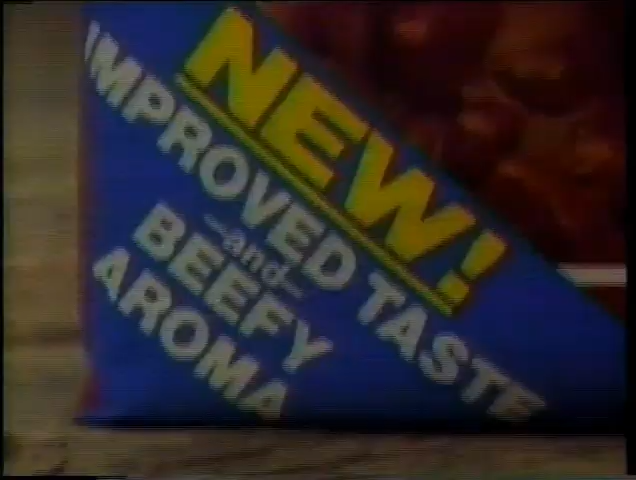 NEW!
IMPROVED TASTE
—and—
BEEFY
AROMA